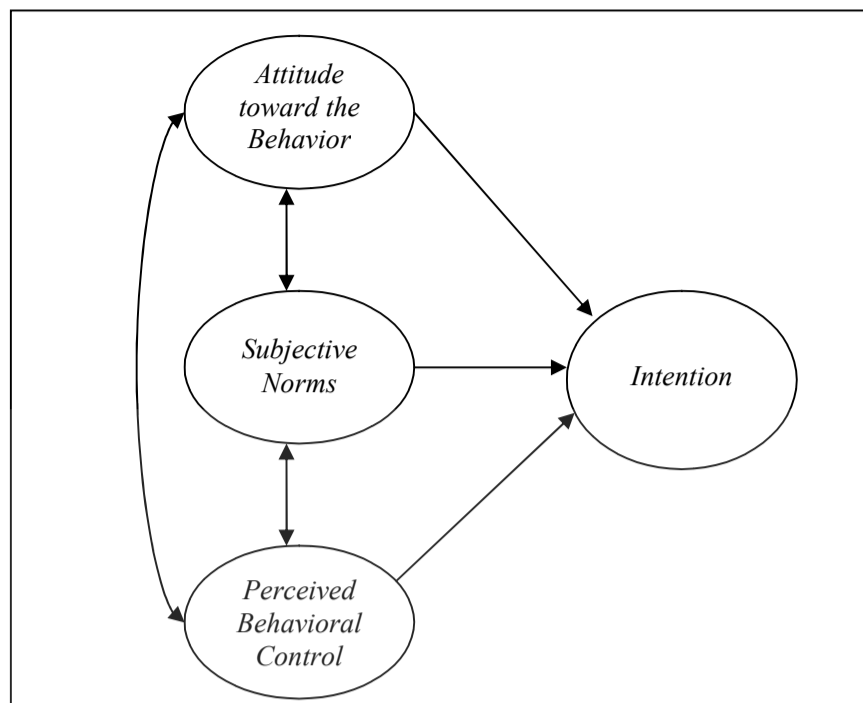 Attitude
toward the
Behavior
Subjective
Norms
Intention
Perceived
Behavioral
Control